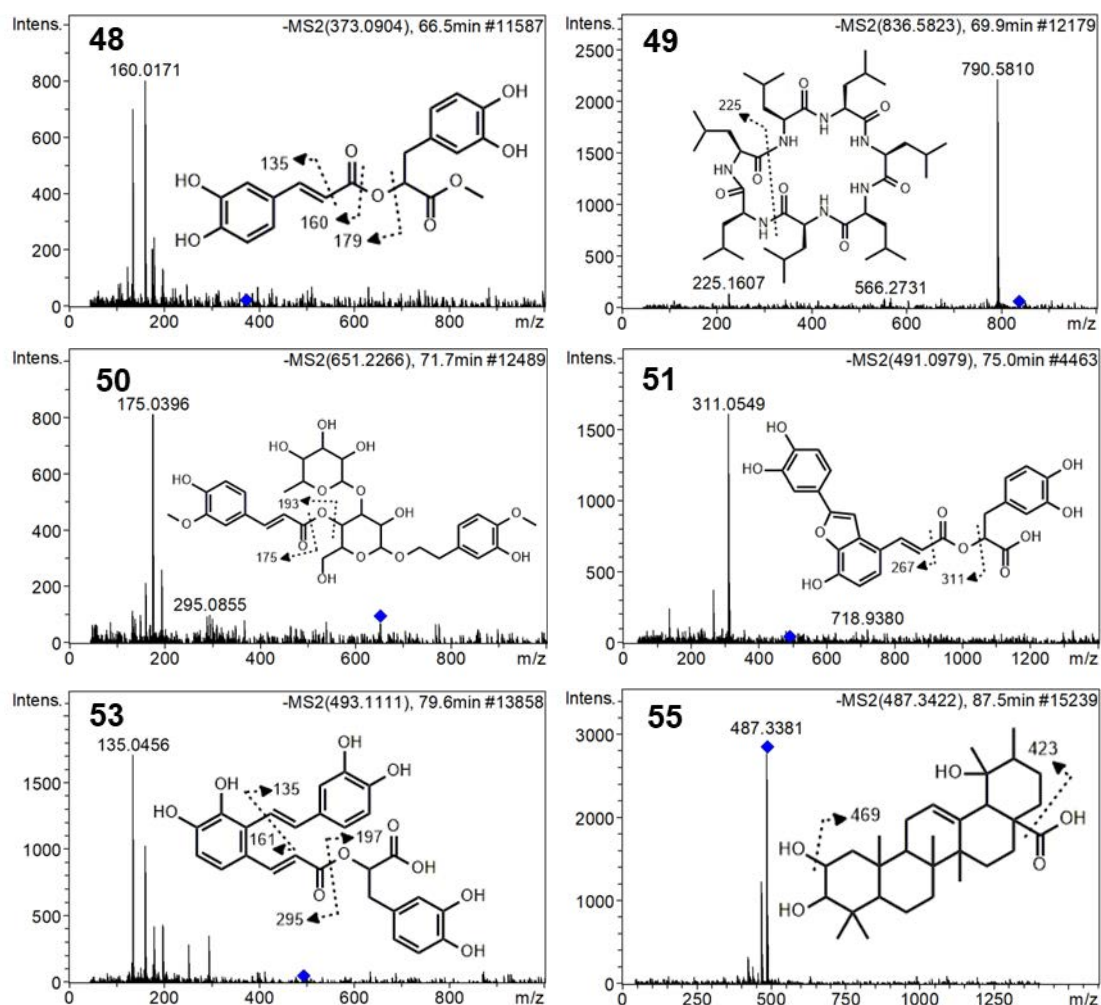 Intens.
48
-MS2(373.0904), 66.5min #11587
160.0171
800
600
400
200
0
0 200 400 600 800 m/z
OH
OH
O
O
O
O
HO
HO
135
160
179
Intens.
49
-MS2(836.5823), 69.9min #12179
790.5810
2500
2000
1500
1000
500
0
0 200 400 600 800 m/z
225
O
O
N
H
N
H
H
N
O
NH
O
O
N
H
O
H
N
O
225.1607
566.2731
Intens.
50
-MS2(651.2266), 71.7min #12489
175.0396
800
600
400
200
0
0 200 400 600 800 m/z
OH
HO
OH
O
O
193
HO
O
O
O
175
OH
O
O
HO
O
OH
295.0855
Intens.
51
-MS2(491.0979), 75.0min #4463
311.0549
1500
1000
500
0
0 200 400 600 800 1000 1200 m/z
HO
HO
O
HO
O
O
OH
O
OH
OH
267
311
718.9380
Intens.
53
-MS2(493.1111), 79.6min #13858
135.0456
1500
1000
500
0
0 200 400 600 800 m/z
OH
OH
OH
HO
135
161
197
O
O
OH
O
295
OH
OH
Intens.
55
-MS2(487.3422), 87.5min #15239
487.3381
3000
2000
1000
0
0 250 500 750 1000 1250 m/z
HO
423
469
OH
O
HO
HO